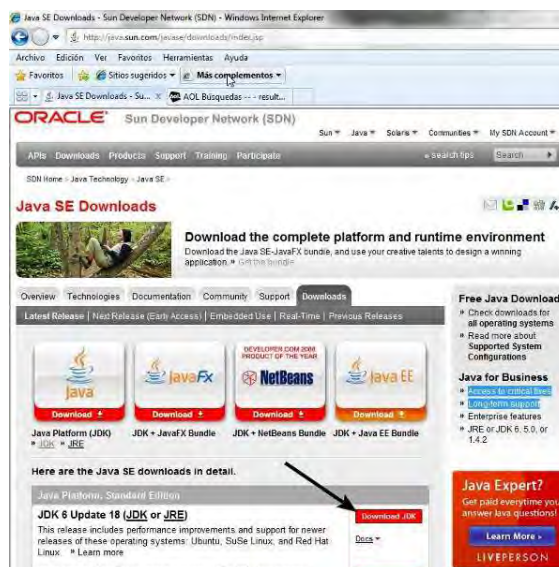 Java SE Downloads - Sun Developer Network (SDN) - Windows Internet Explorer
http://java.sun.com/javase/downloads/index.jsp
Archivo Edición Ver Favoritos Herramientas Ayuda
Favoritos Sitios sugeridos Más complementos
Java SE Downloads - Su... x AOL Búsquedas -- - result...
ORACLE Sun Developer Network (SDN)
Sun Java Solaris Communities My SDN Account
APIs Downloads Products Support Training Participate » search tips Search
SDN Home > Java Technology > Java SE >
Java SE Downloads
Download the complete platform and runtime environment
Download the Java SE-JavaFX bundle, and use your creative talents to design a winning
application. » Get the bundle
Overview Technologies Documentation Community Support Downloads
Latest Release | Next Release (Early Access) | Embedded Use | Real-Time | Previous Releases
Java
Download
Java Platform (JDK)
» JDK » JRE
JavaFX
Download
JDK + JavaFX Bundle
DEVELOPER.COM 2008
PRODUCT OF THE YEAR
NetBeans
Download
JDK + NetBeans Bundle
Java EE
Download
JDK + Java EE Bundle
Here are the Java SE downloads in detail.
Java Platform, Standard Edition
JDK 6 Update 18 (JDK or JRE)
This release includes performance improvements and support for newer
releases of these operating systems: Ubuntu, SuSe Linux, and Red Hat
Linux. » Learn more
Download JDK
Docs
Free Java Download
» Check downloads for
all operating systems
» Read more about
Supported System
Configurations
Java for Business
» Access to critical fixes
» Long-term support
» Enterprise features
» JRE or JDK 6, 5.0, or
1.4.2
Java Expert?
Get paid everytime you
answer Java questions!
Learn More »
LIVEPERSON